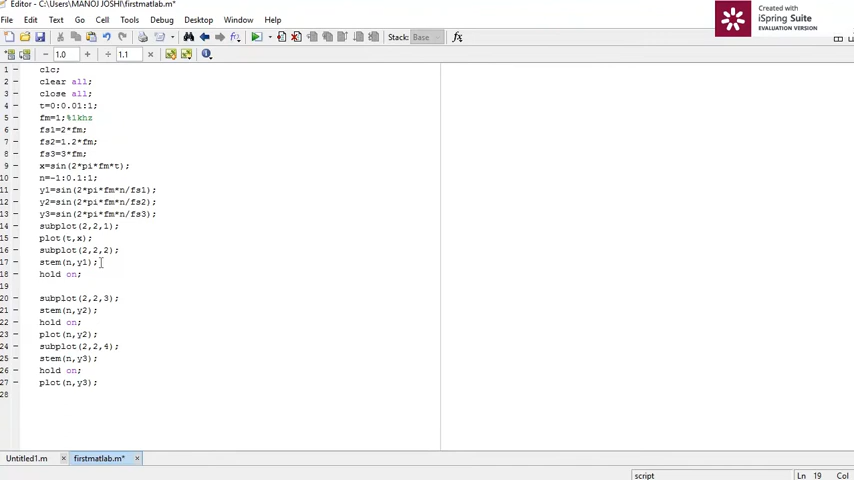 Editor - C:\Users\MANOJ JOSHI\firstmatlab.m*
File Edit Text Go Cell Tools Debug Desktop Window Help
Stack: Base fx
1.0 + ÷ 1.1 ×
1 clc;
2 clear all;
3 close all;
4 t=0:0.01:1;
5 fm=1;%1khz
6 fs1=2*fm;
7 fs2=1.2*fm;
8 fs3=3*fm;
9 x=sin(2*pi*fm*t);
10 n=-1:0.1:1;
11 y1=sin(2*pi*fm*n/fs1);
12 y2=sin(2*pi*fm*n/fs2);
13 y3=sin(2*pi*fm*n/fs3);
14 subplot(2,2,1);
15 plot(t,x);
16 subplot(2,2,2);
17 stem(n,y1);
18 hold on;
19
20 subplot(2,2,3);
21 stem(n,y2);
22 hold on;
23 plot(n,y2);
24 subplot(2,2,4);
25 stem(n,y3);
26 hold on;
27 plot(n,y3);
28
Untitled1.m × firstmatlab.m* ×
script Ln 19 Col
Created with
iSpring Suite
EVALUATION VERSION